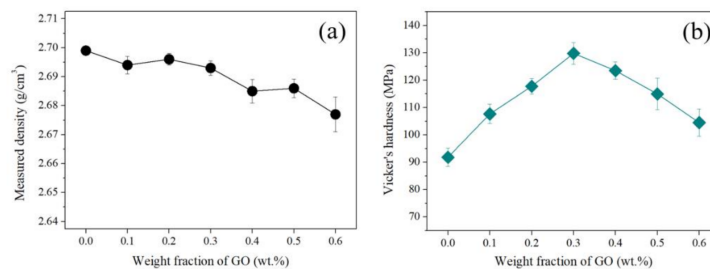 (a)
Measured density (g/cm³)
2.71
2.70
2.69
2.68
2.67
2.66
2.65
2.64
0.0 0.1 0.2 0.3 0.4 0.5 0.6
Weight fraction of GO (wt.%)
(b)
Vicker's hardness (MPa)
140
130
120
110
100
90
80
70
0.0 0.1 0.2 0.3 0.4 0.5 0.6
Weight fraction of GO (wt.%)